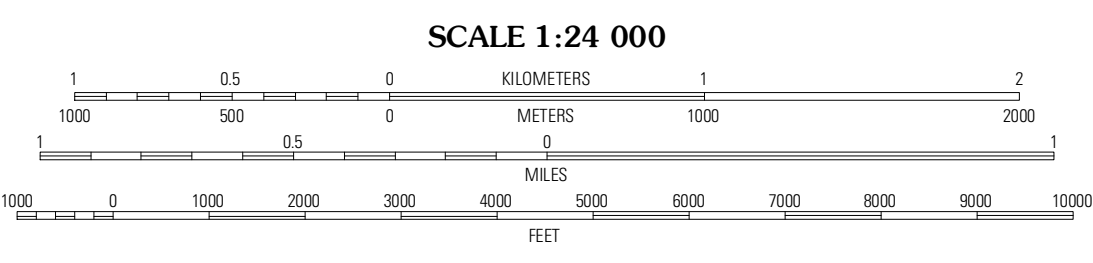 SCALE 1:24 000
1 0.5 0 KILOMETERS 1 2
1000 500 0 METERS 1000 2000
1 0.5 0 1
MILES
1000 0 1000 2000 3000 4000 5000 6000 7000 8000 9000 10000
FEET